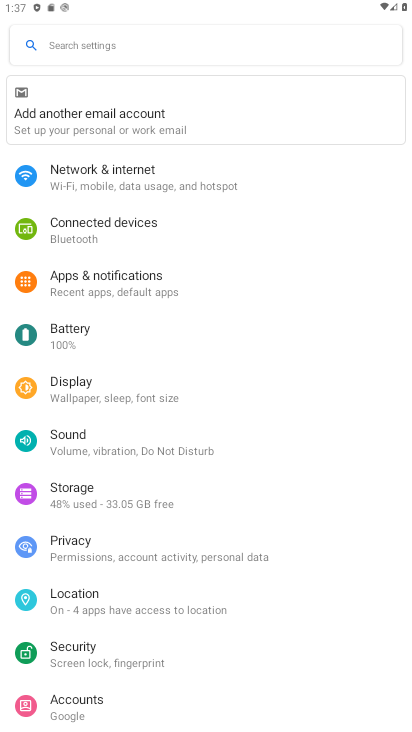 1:37
Search settings
Add another email account
Set up your personal or work email
Network & internet
Wi-Fi, mobile, data usage, and hotspot
Connected devices
Bluetooth
Apps & notifications
Recent apps, default apps
Battery
100%
Display
Wallpaper, sleep, font size
Sound
Volume, vibration, Do Not Disturb
Storage
48% used - 33.05 GB free
Privacy
Permissions, account activity, personal data
Location
On - 4 apps have access to location
Security
Screen lock, fingerprint
Accounts
Google